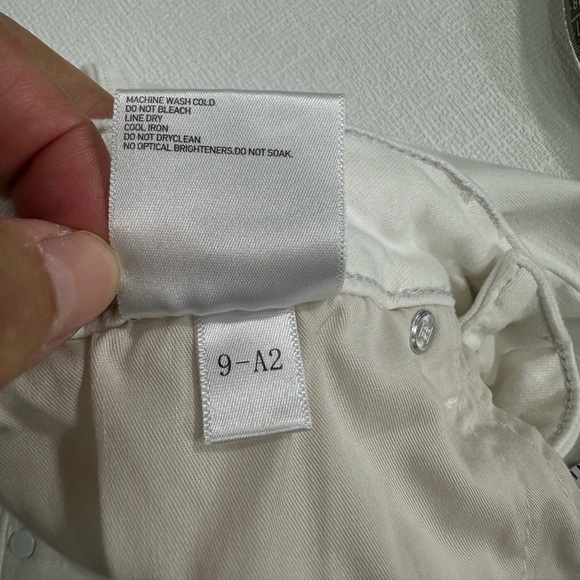 MACHINE WASH COLD
DO NOT BLEACH
LINE DRY
COOL IRON
DO NOT DRYCLEAN
NO OPTICAL BRIGHTENERS.DO NOT SOAK.
9-A2